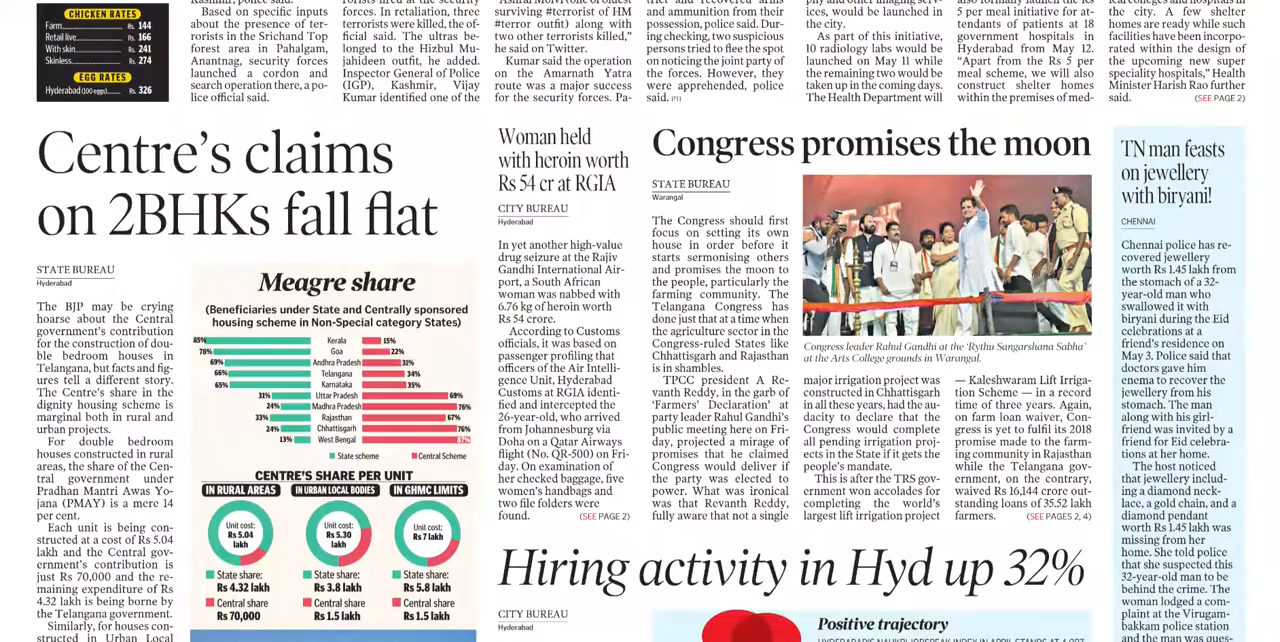 CHICKEN RATES
Farm Rs. 144
Retail live Rs. 166
With skin Rs. 241
Skinless Rs. 274
EGG RATES
Hyderabad (100 eggs) Rs. 326
Based on specific inputs
about the presence of ter-
rorists in the Srichand Top
forest area in Pahalgam,
Anantnag, security forces
launched a cordon and
search operation there, a po-
lice official said.
forces. In retaliation, three
terrorists were killed, the of-
ficial said. The ultras be-
longed to the Hizbul Mu-
jahideen outfit, he added.
Inspector General of Police
(IGP), Kashmir, Vijay
Kumar identified one of the
surviving #terrorist of HM
#terror outfit) along with
two other terrorists killed,"
he said on Twitter.
Kumar said the operation
on the Amarnath Yatra
route was a major success
for the security forces. Pa-
and ammunition from their
possession, police said. Dur-
ing checking, two suspicious
persons tried to flee the spot
on noticing the joint party of
the forces. However, they
were apprehended, police
said. PTI
ices, would be launched in
the city.
As part of this initiative,
10 radiology labs would be
launched on May 11 while
the remaining two would be
taken up in the coming days.
The Health Department will
5 per meal initiative for at-
tendants of patients at 18
government hospitals in
Hyderabad from May 12.
"Apart from the Rs 5 per
meal scheme, we will also
construct shelter homes
within the premises of med-
the city. A few shelter
homes are ready while such
facilities have been incorpo-
rated within the design of
the upcoming new super
speciality hospitals," Health
Minister Harish Rao further
said. (SEE PAGE 2)
Centre's claims
on 2BHKs fall flat
STATE BUREAU
Hyderabad
The BJP may be crying
hoarse about the Central
government's contribution
for the construction of dou-
ble bedroom houses in
Telangana, but facts and fig-
ures tell a different story.
The Centre's share in the
dignity housing scheme is
marginal both in rural and
urban projects.
For double bedroom
houses constructed in rural
areas, the share of the Cen-
tral government under
Pradhan Mantri Awas Yo-
jana (PMAY) is a mere 14
per cent.
Each unit is being con-
structed at a cost of Rs 5.04
lakh and the Central gov-
ernment's contribution is
just Rs 70,000 and the re-
maining expenditure of Rs
4.32 lakh is being borne by
the Telangana government.
Similarly, for houses con-
structed in Urban Local
Meagre share
(Beneficiaries under State and Centrally sponsored
housing scheme in Non-Special category States)
85% Kerala 15%
78% Goa 22%
69% Andhra Pradesh 31%
66% Telangana 34%
65% Karnataka 35%
31% Uttar Pradesh 69%
24% Madhra Pradesh 76%
33% Rajasthan 67%
24% Chhattisgarh 76%
13% West Bengal 87%
State scheme Central Scheme
CENTRE'S SHARE PER UNIT
IN RURAL AREAS IN URBAN LOCAL BODIES IN GHMC LIMITS
Unit cost: Rs 5.04 lakh
Unit cost: Rs 5.30 lakh
Unit cost: Rs 7 lakh
State share: State share: State share:
Rs 4.32 lakh Rs 3.8 lakh Rs 5.8 lakh
Central share Central share Central share
Rs 70,000 Rs 1.5 lakh Rs 1.5 lakh
Woman held
with heroin worth
Rs 54 cr at RGIA
CITY BUREAU
Hyderabad
In yet another high-value
drug seizure at the Rajiv
Gandhi International Air-
port, a South African
woman was nabbed with
6.76 kg of heroin worth
Rs 54 crore.
According to Customs
officials, it was based on
passenger profiling that
officers of the Air Intelli-
gence Unit, Hyderabad
Customs at RGIA identi-
fied and intercepted the
26-year-old, who arrived
from Johannesburg via
Doha on a Qatar Airways
flight (No. QR-500) on Fri-
day. On examination of
her checked baggage, five
women's handbags and
two file folders were
found. (SEE PAGE 2)
Congress promises the moon
STATE BUREAU
Warangal
The Congress should first
focus on setting its own
house in order before it
starts sermonising others
and promises the moon to
the people, particularly the
farming community. The
Telangana Congress has
done just that at a time when
the agriculture sector in the
Congress-ruled States like
Chhattisgarh and Rajasthan
is in shambles.
TPCC president A Re-
vanth Reddy, in the garb of
'Farmers' Declaration' at
party leader Rahul Gandhi's
public meeting here on Fri-
day, projected a mirage of
promises that he claimed
Congress would deliver if
the party was elected to
power. What was ironical
was that Revanth Reddy,
fully aware that not a single
Congress leader Rahul Gandhi at the 'Rythu Sangarshana Sabha'
at the Arts College grounds in Warangal.
major irrigation project was
constructed in Chhattisgarh
in all these years, had the au-
dacity to declare that the
Congress would complete
all pending irrigation proj-
ects in the State if it gets the
people's mandate.
This is after the TRS gov-
ernment won accolades for
completing the world's
largest lift irrigation project
— Kaleshwaram Lift Irriga-
tion Scheme — in a record
time of three years. Again,
on farm loan waiver, Con-
gress is yet to fulfil its 2018
promise made to the farm-
ing community in Rajasthan
while the Telangana gov-
ernment, on the contrary,
waived Rs 16,144 crore out-
standing loans of 35.52 lakh
farmers. (SEE PAGES 2, 4)
TN man feasts
on jewellery
with biryani!
CHENNAI
Chennai police has re-
covered jewellery
worth Rs 1.45 lakh from
the stomach of a 32-
year-old man who
swallowed it with
biryani during the Eid
celebrations at a
friend's residence on
May 3. Police said that
doctors gave him
enema to recover the
jewellery from his
stomach. The man
along with his girl-
friend was invited by a
friend for Eid celebra-
tions at her home.
The host noticed
that jewellery includ-
ing a diamond neck-
lace, a gold chain, and a
diamond pendant
worth Rs 1.45 lakh was
missing from her
home. She told police
that she suspected this
32-year-old man to be
behind the crime. The
woman lodged a com-
plaint at the Virugam-
bakkam police station
and the man was ques-
Hiring activity in Hyd up 32%
CITY BUREAU
Hyderabad
Positive trajectory